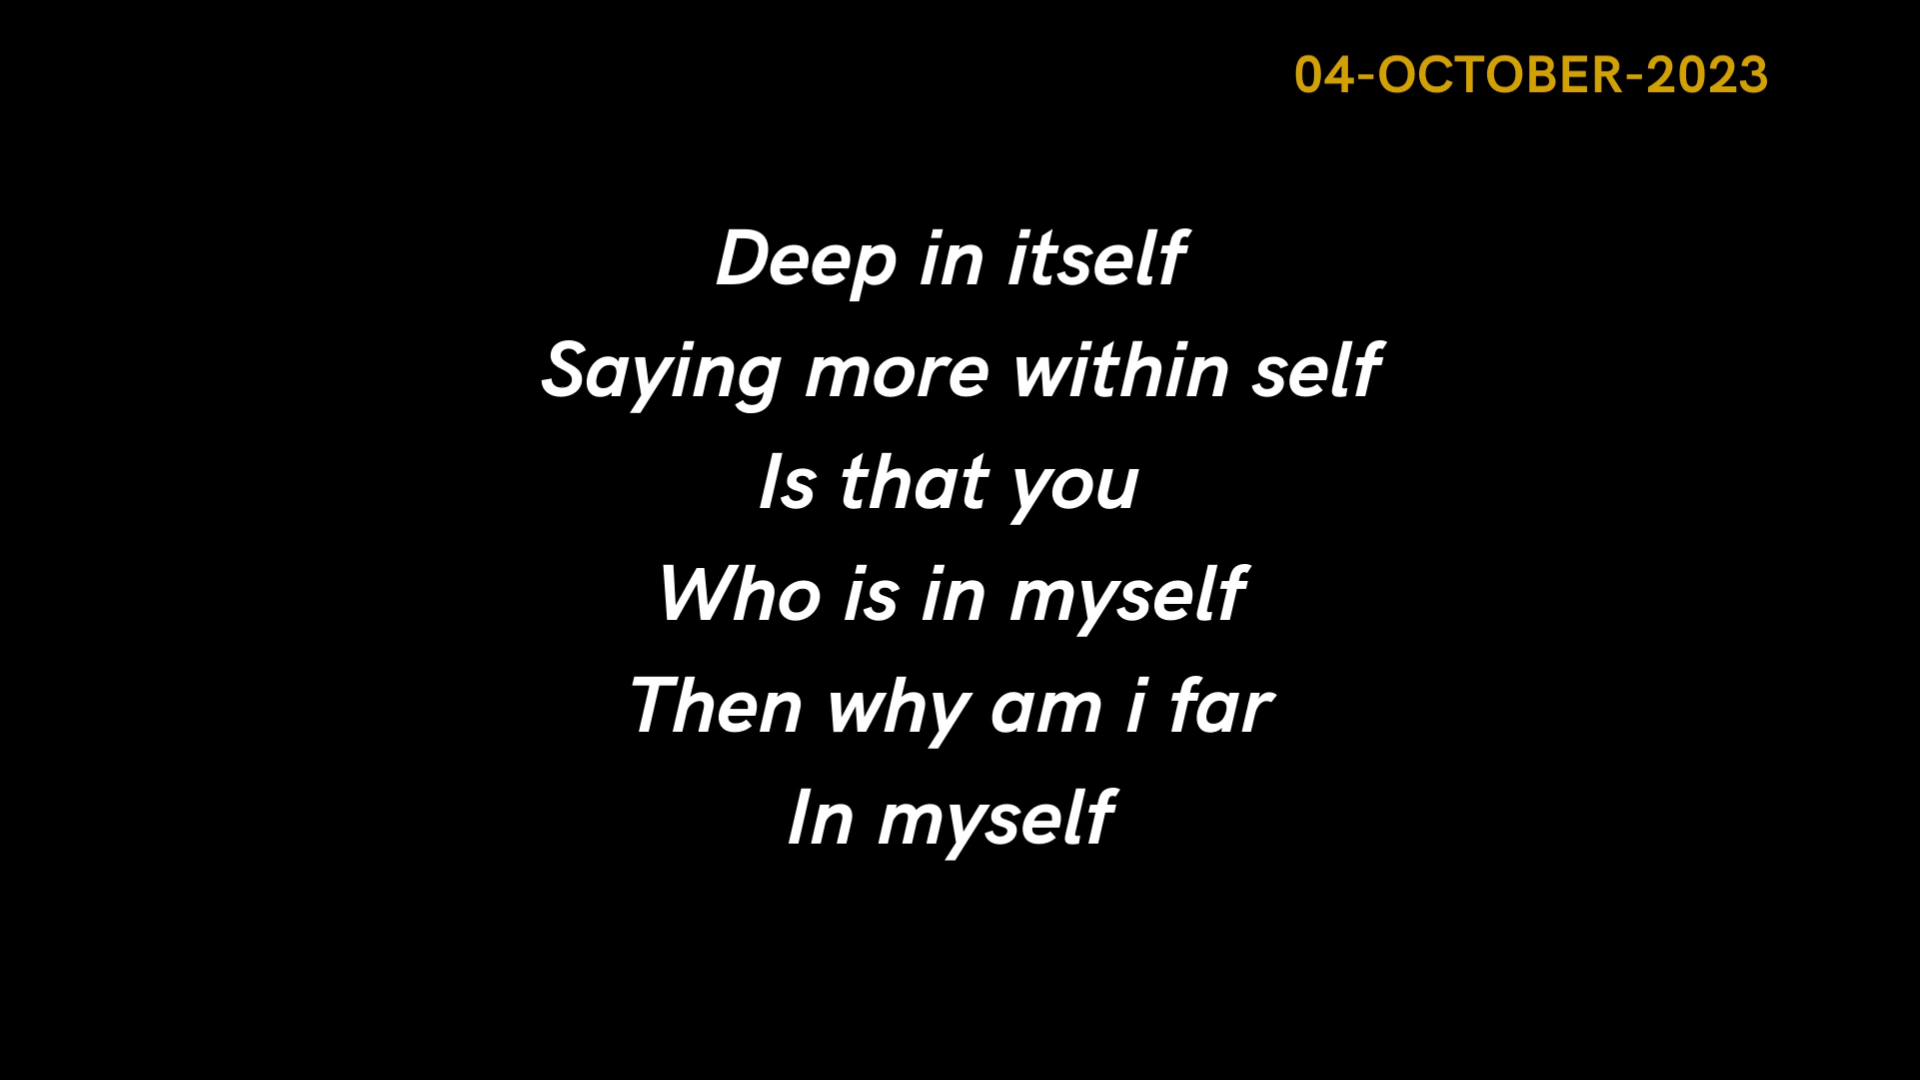 04-OCTOBER-2023
Deep in itself
Saying more within self
Is that you
Who is in myself
Then why am i far
In myself